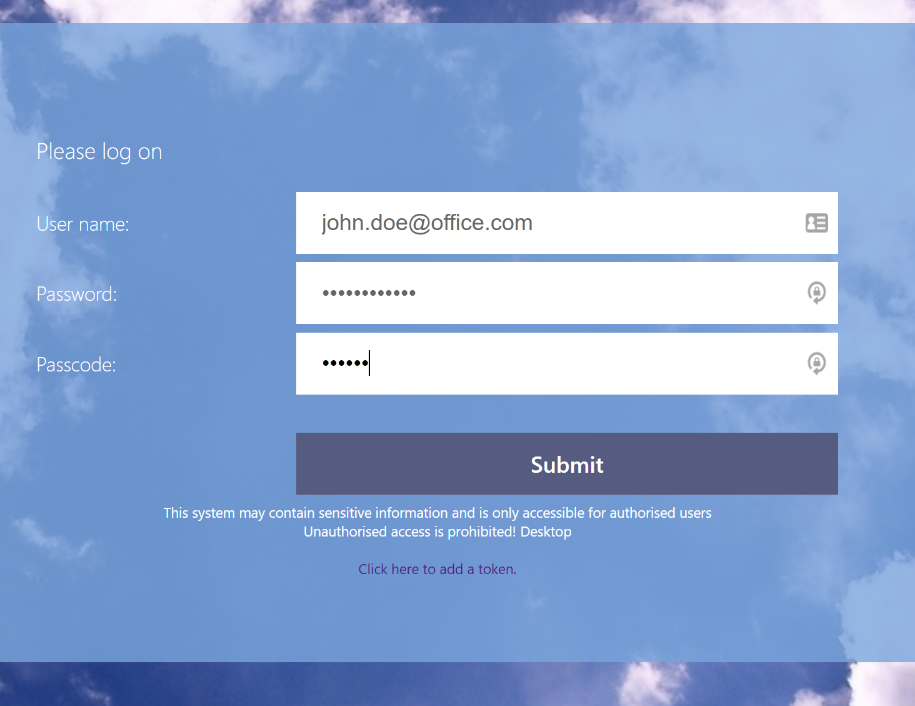 Please log on
User name: john.doe@office.com
Password: ••••••••••••
Passcode: ••••••
Submit
This system may contain sensitive information and is only accessible for authorised users
Unauthorised access is prohibited! Desktop
Click here to add a token.